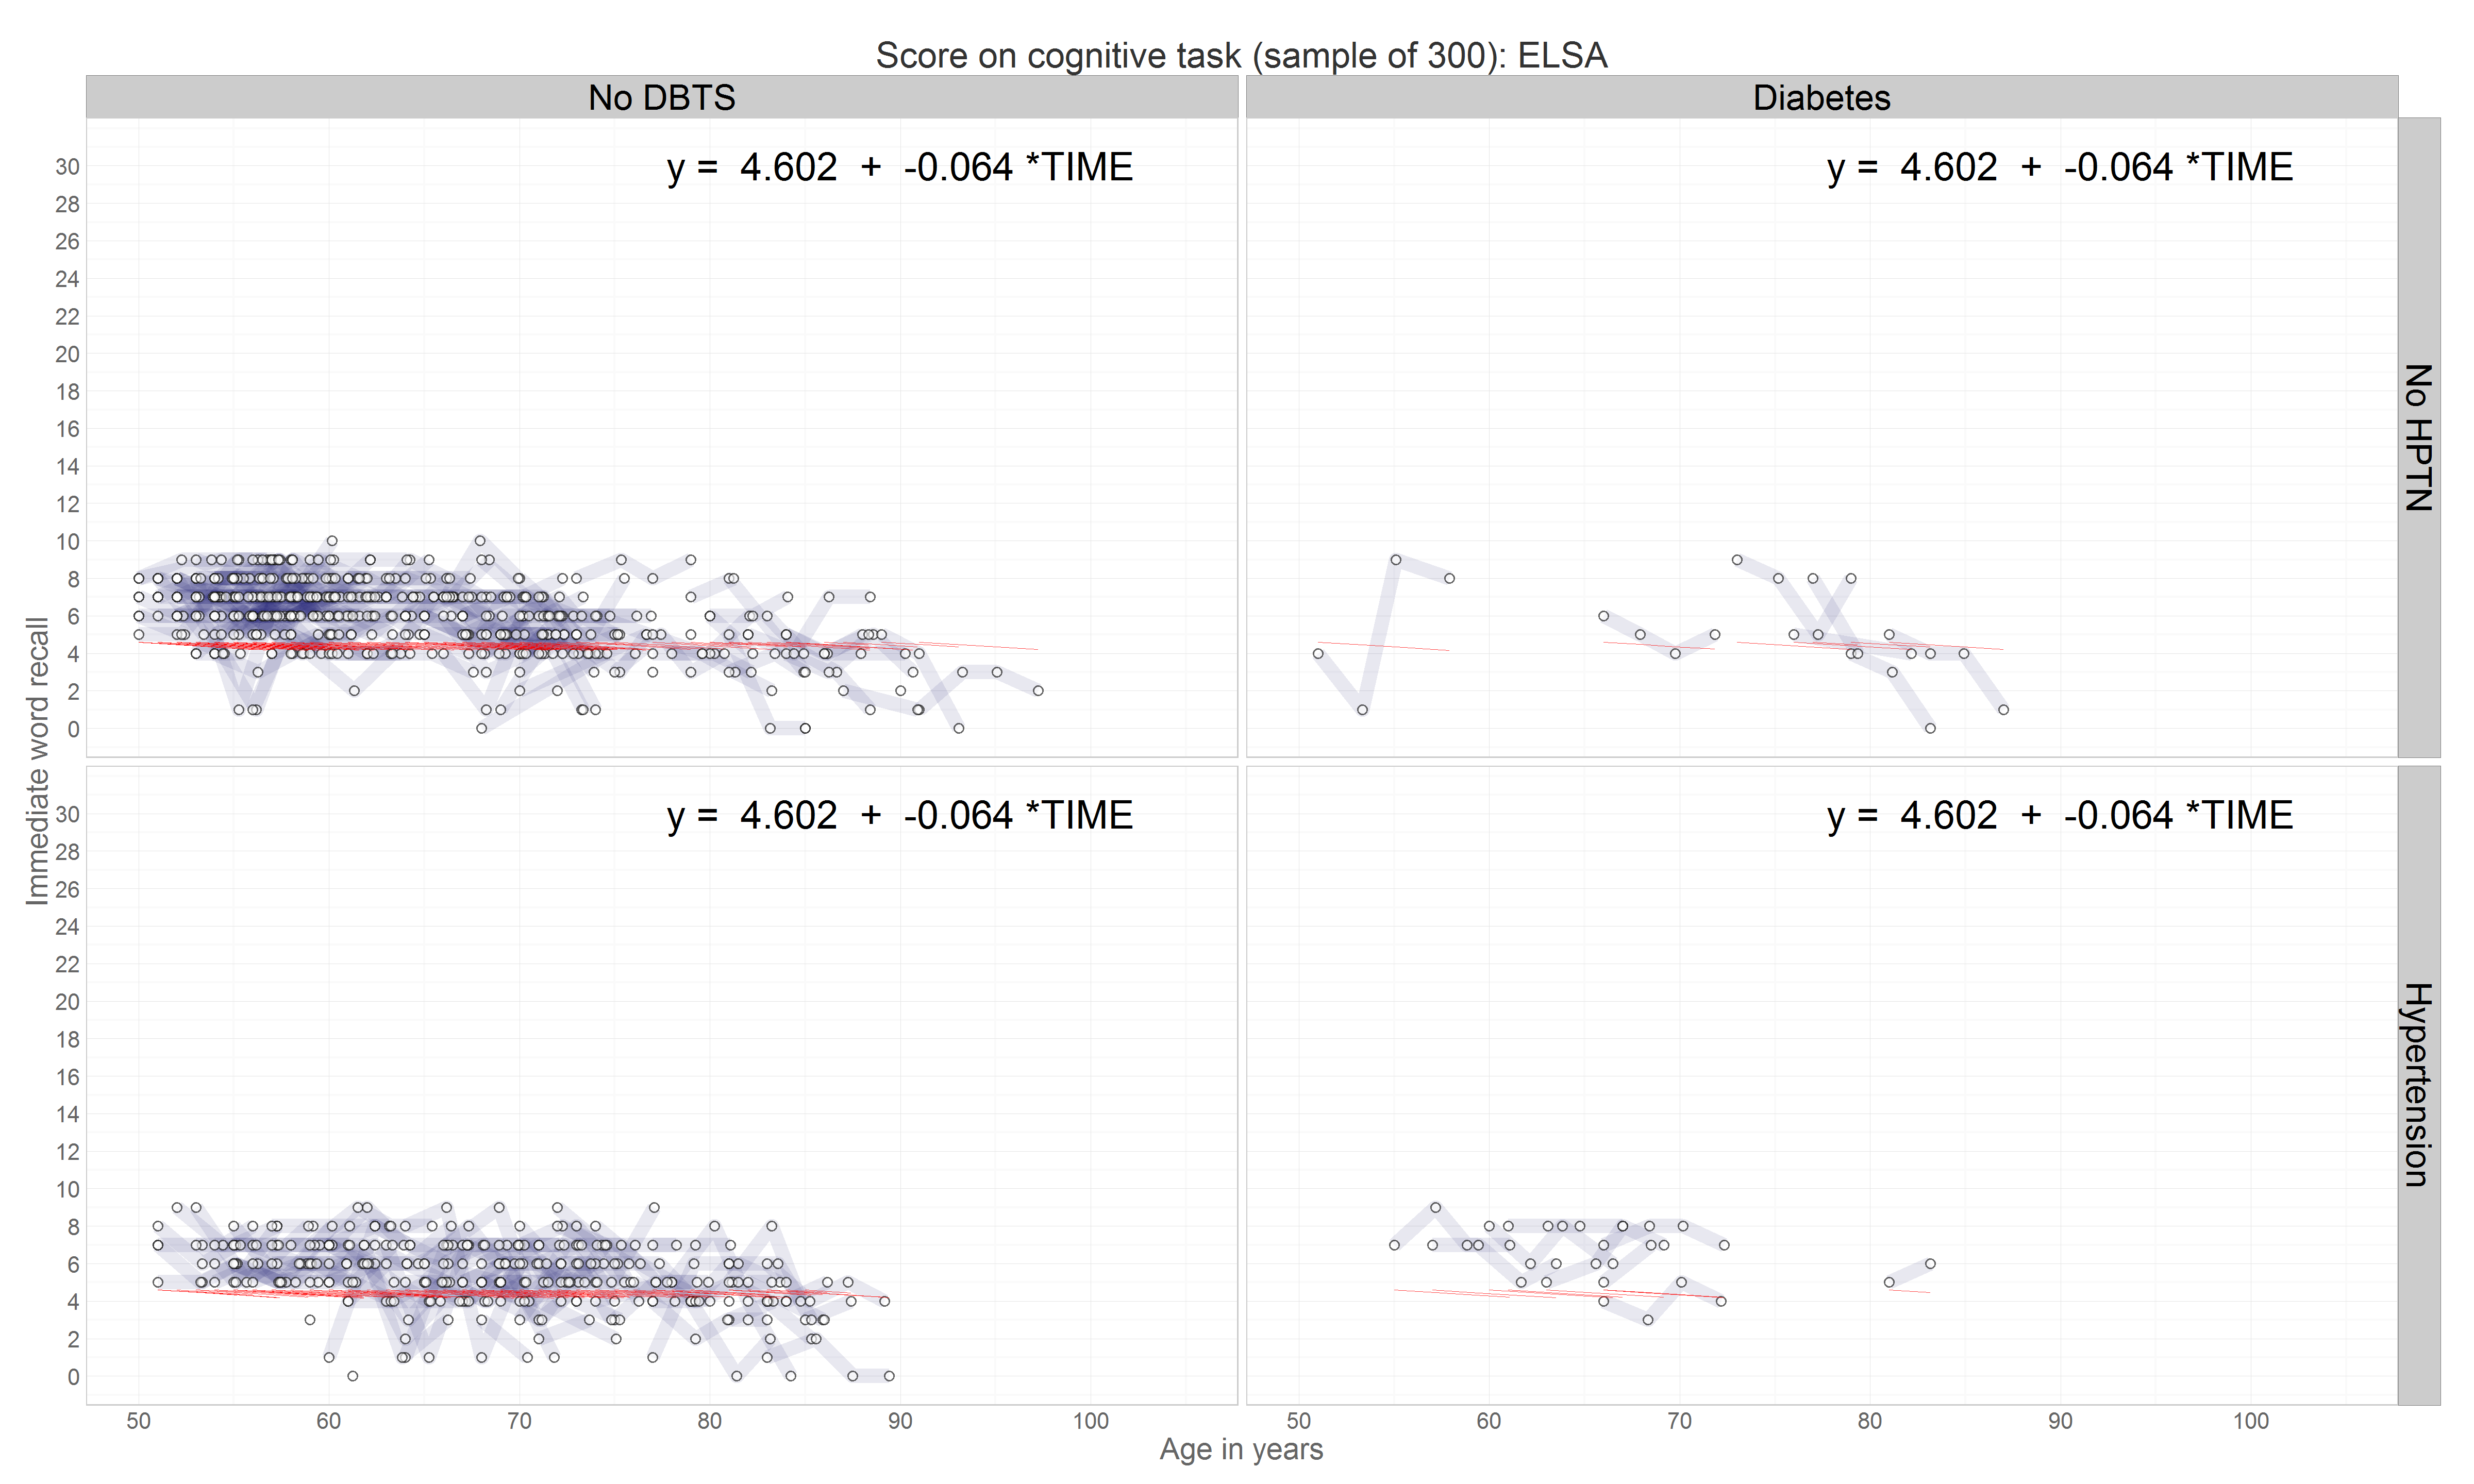 Score on cognitive task (sample of 300): ELSA
No DBTS
Diabetes
y = 4.602 + -0.064 *TIME
y = 4.602 + -0.064 *TIME
30
28
26
24
22
20
18
16
14
12
10
8
6
4
2
0
No HPTN
Immediate word recall
y = 4.602 + -0.064 *TIME
y = 4.602 + -0.064 *TIME
30
28
26
24
22
20
18
16
14
12
10
8
6
4
2
0
Hypertension
50 60 70 80 90 100
50 60 70 80 90 100
Age in years